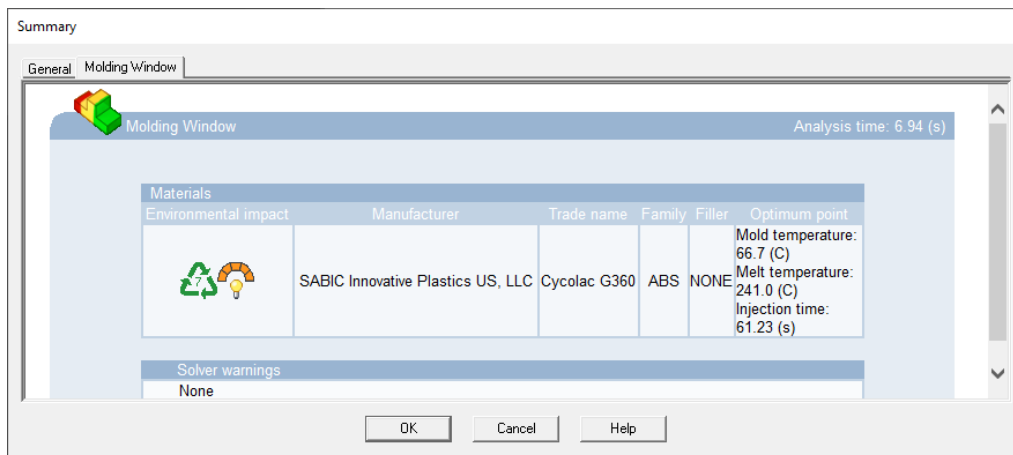 Summary
General Molding Window
Molding Window Analysis time: 6.94 (s)
Materials
Environmental impact Manufacturer Trade name Family Filler Optimum point
7 SABIC Innovative Plastics US, LLC Cycolac G360 ABS NONE Mold temperature:
66.7 (C)
Melt temperature:
241.0 (C)
Injection time:
61.23 (s)
Solver warnings
None
OK Cancel Help